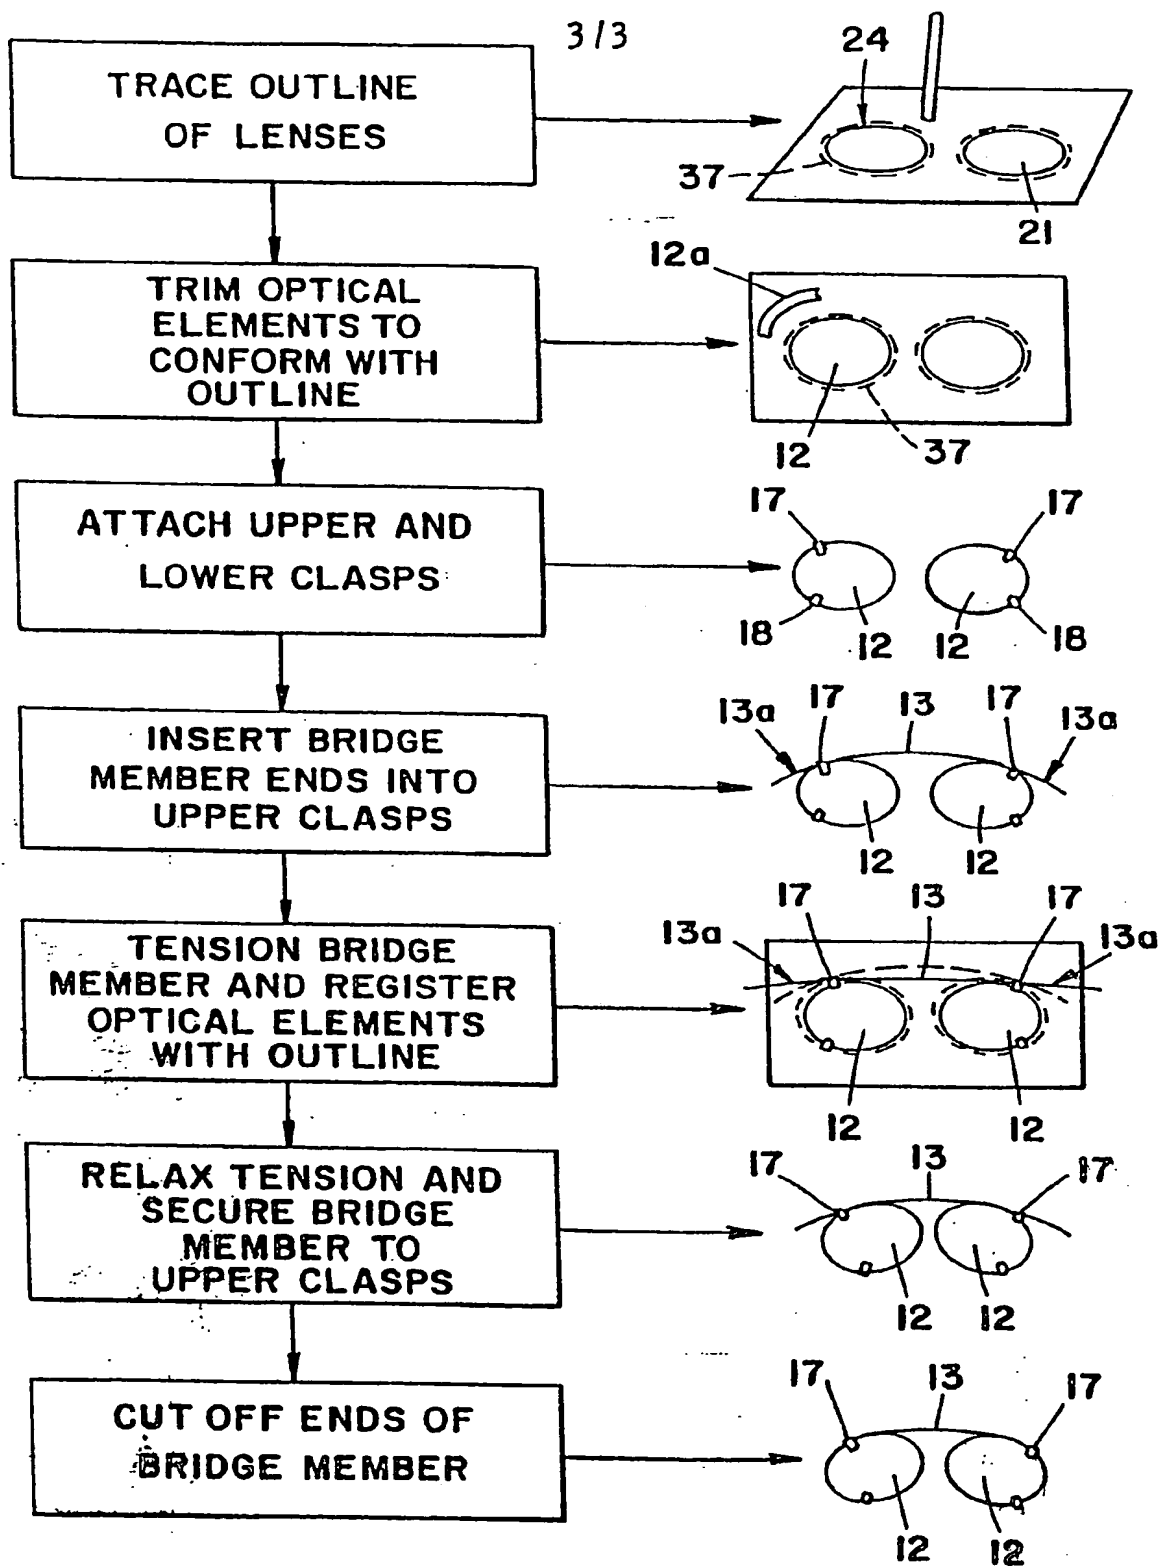 3/3
TRACE OUTLINE
OF LENSES
24
37
21
TRIM OPTICAL
ELEMENTS TO
CONFORM WITH
OUTLINE
12a
12
37
ATTACH UPPER AND
LOWER CLASPS
17
17
18
12
12
18
INSERT BRIDGE
MEMBER ENDS INTO
UPPER CLASPS
13a
17
13
17
13a
12
12
TENSION BRIDGE
MEMBER AND REGISTER
OPTICAL ELEMENTS
WITH OUTLINE
13a
17
13
17
13a
13
12
12
RELAX TENSION AND
SECURE BRIDGE
MEMBER TO
UPPER CLASPS
17
13
17
12
12
CUT OFF ENDS OF
BRIDGE MEMBER
17
13
17
12
12